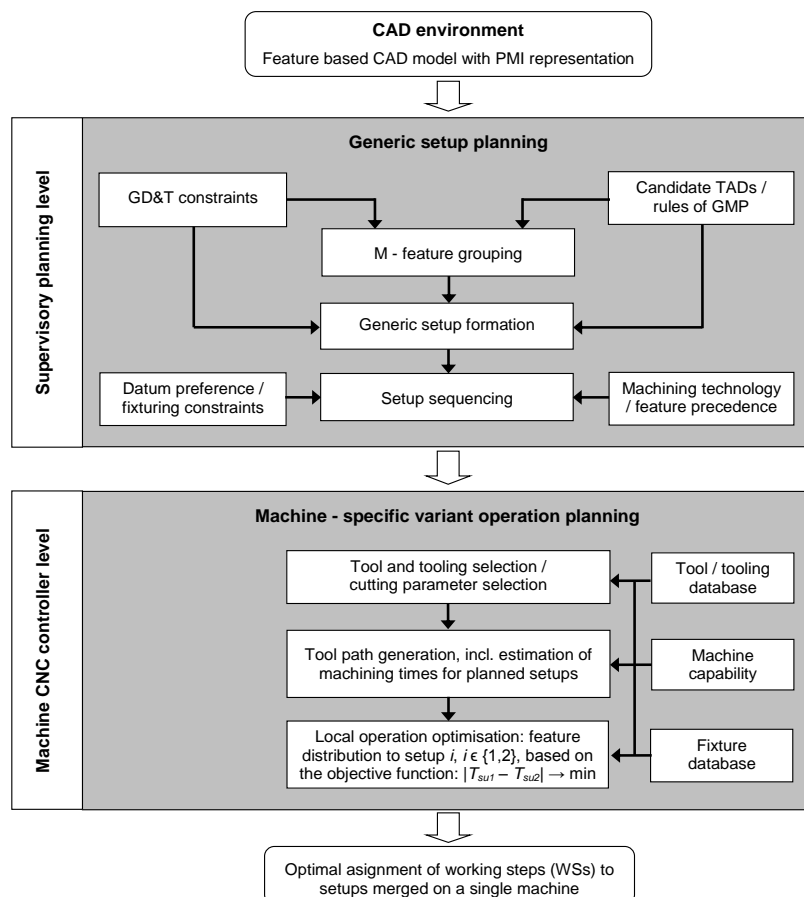 CAD environment
Feature based CAD model with PMI representation
Supervisory planning level
Generic setup planning
GD&T constraints
Candidate TADs /
rules of GMP
M - feature grouping
Generic setup formation
Datum preference /
fixturing constraints
Setup sequencing
Machining technology
/ feature precedence
Machine CNC controller level
Machine - specific variant operation planning
Tool and tooling selection /
cutting parameter selection
Tool / tooling
database
Tool path generation, incl. estimation of
machining times for planned setups
Machine
capability
Local operation optimisation: feature
distribution to setup i, i ϵ {1,2}, based on
the objective function: |Tsu1 – Tsu2| → min
Fixture
database
Optimal asignment of working steps (WSs) to
setups merged on a single machine